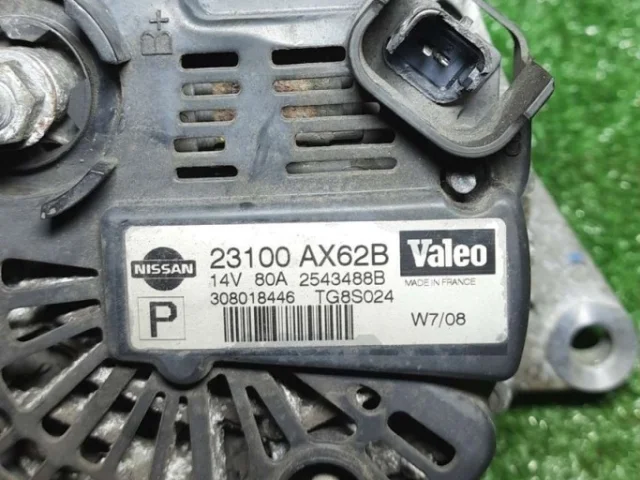 B+
NISSAN
23100 AX62B
Valeo
14V 80A 2543488B
MADE IN FRANCE
308018446 TG8S024
P
W7/08